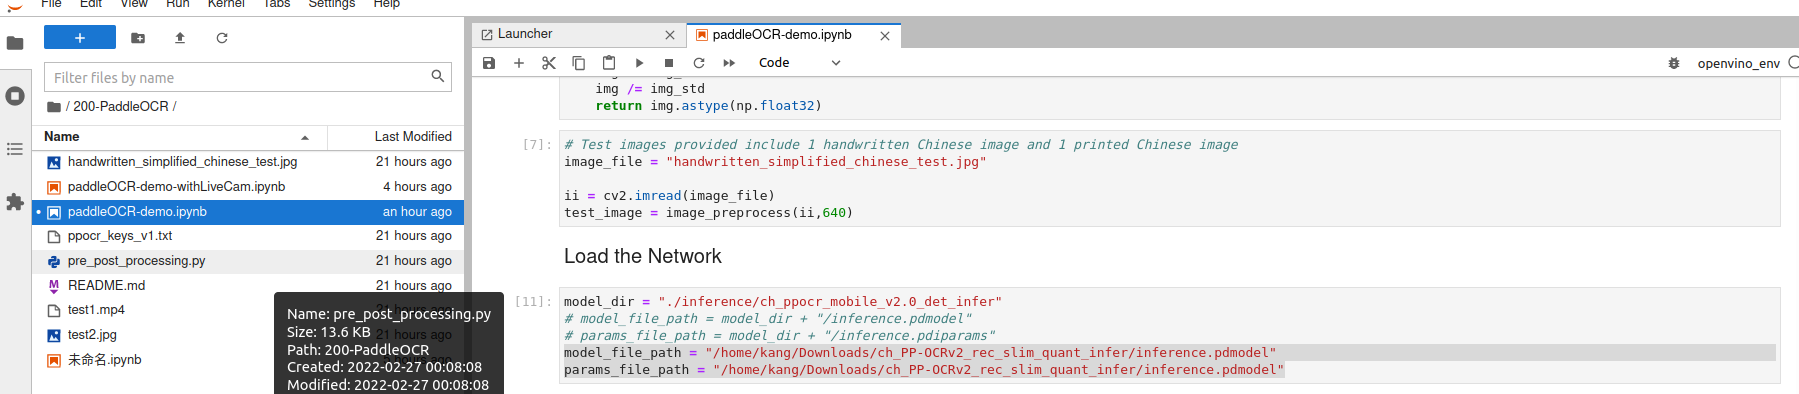 File Edit View Run Kernel Tabs Settings Help
Filter files by name
/ 200-PaddleOCR /
Name Last Modified
handwritten_simplified_chinese_test.jpg 21 hours ago
paddleOCR-demo-withLiveCam.ipynb 4 hours ago
paddleOCR-demo.ipynb an hour ago
ppocr_keys_v1.txt 21 hours ago
pre_post_processing.py 21 hours ago
README.md 21 hours ago
test1.mp4
test2.jpg
未命名.ipynb
Name: pre_post_processing.py
Size: 13.6 KB
Path: 200-PaddleOCR
Created: 2022-02-27 00:08:08
Modified: 2022-02-27 00:08:08
Launcher
paddleOCR-demo.ipynb
Code
openvino_env
img /= img_std
return img.astype(np.float32)
[7]:
# Test images provided include 1 handwritten Chinese image and 1 printed Chinese image
image_file = "handwritten_simplified_chinese_test.jpg"
ii = cv2.imread(image_file)
test_image = image_preprocess(ii,640)
Load the Network
[11]:
model_dir = "./inference/ch_ppocr_mobile_v2.0_det_infer"
# model_file_path = model_dir + "/inference.pdmodel"
# params_file_path = model_dir + "/inference.pdiparams"
model_file_path = "/home/kang/Downloads/ch_PP-OCRv2_rec_slim_quant_infer/inference.pdmodel"
params_file_path = "/home/kang/Downloads/ch_PP-OCRv2_rec_slim_quant_infer/inference.pdmodel"